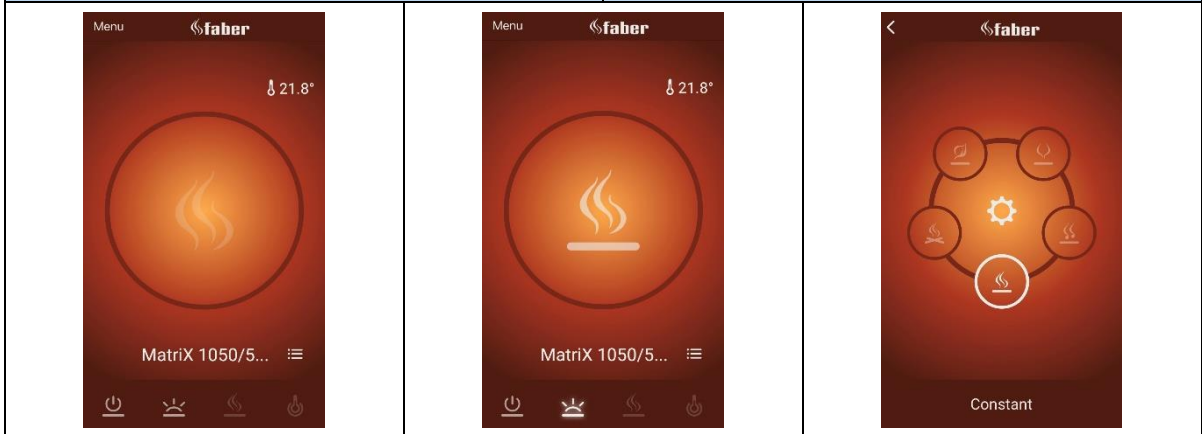 Menu faber
21.8°
MatriX 1050/5...
Menu faber
21.8°
MatriX 1050/5...
faber
Constant